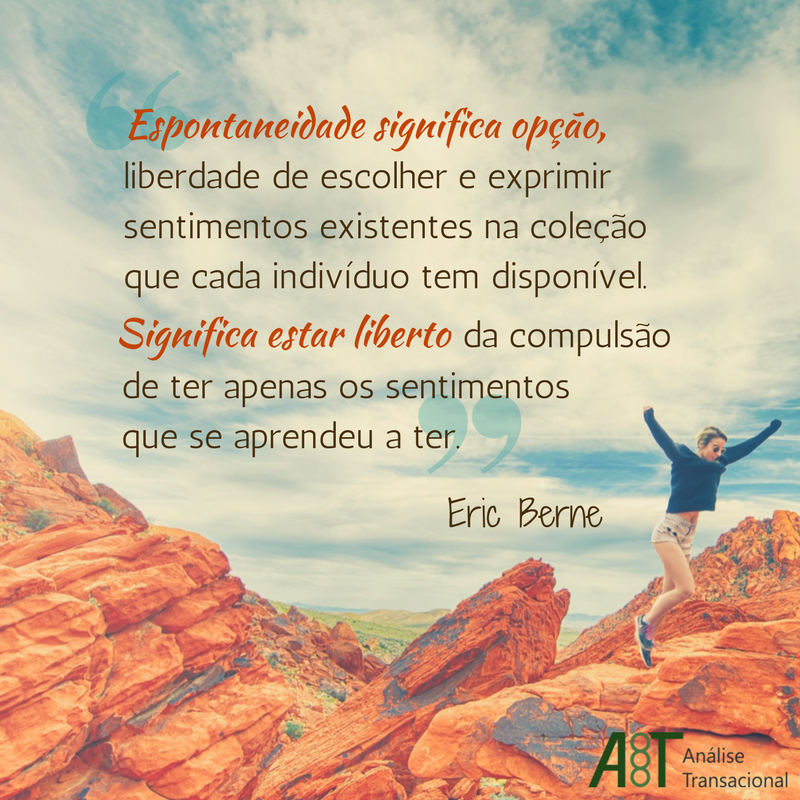 Espontaneidade significa opção,
liberdade de escolher e exprimir
sentimentos existentes na coleção
que cada indivíduo tem disponível.
Significa estar liberto da compulsão
de ter apenas os sentimentos
que se aprendeu a ter.
Eric Berne
A8T Análise
Transacional